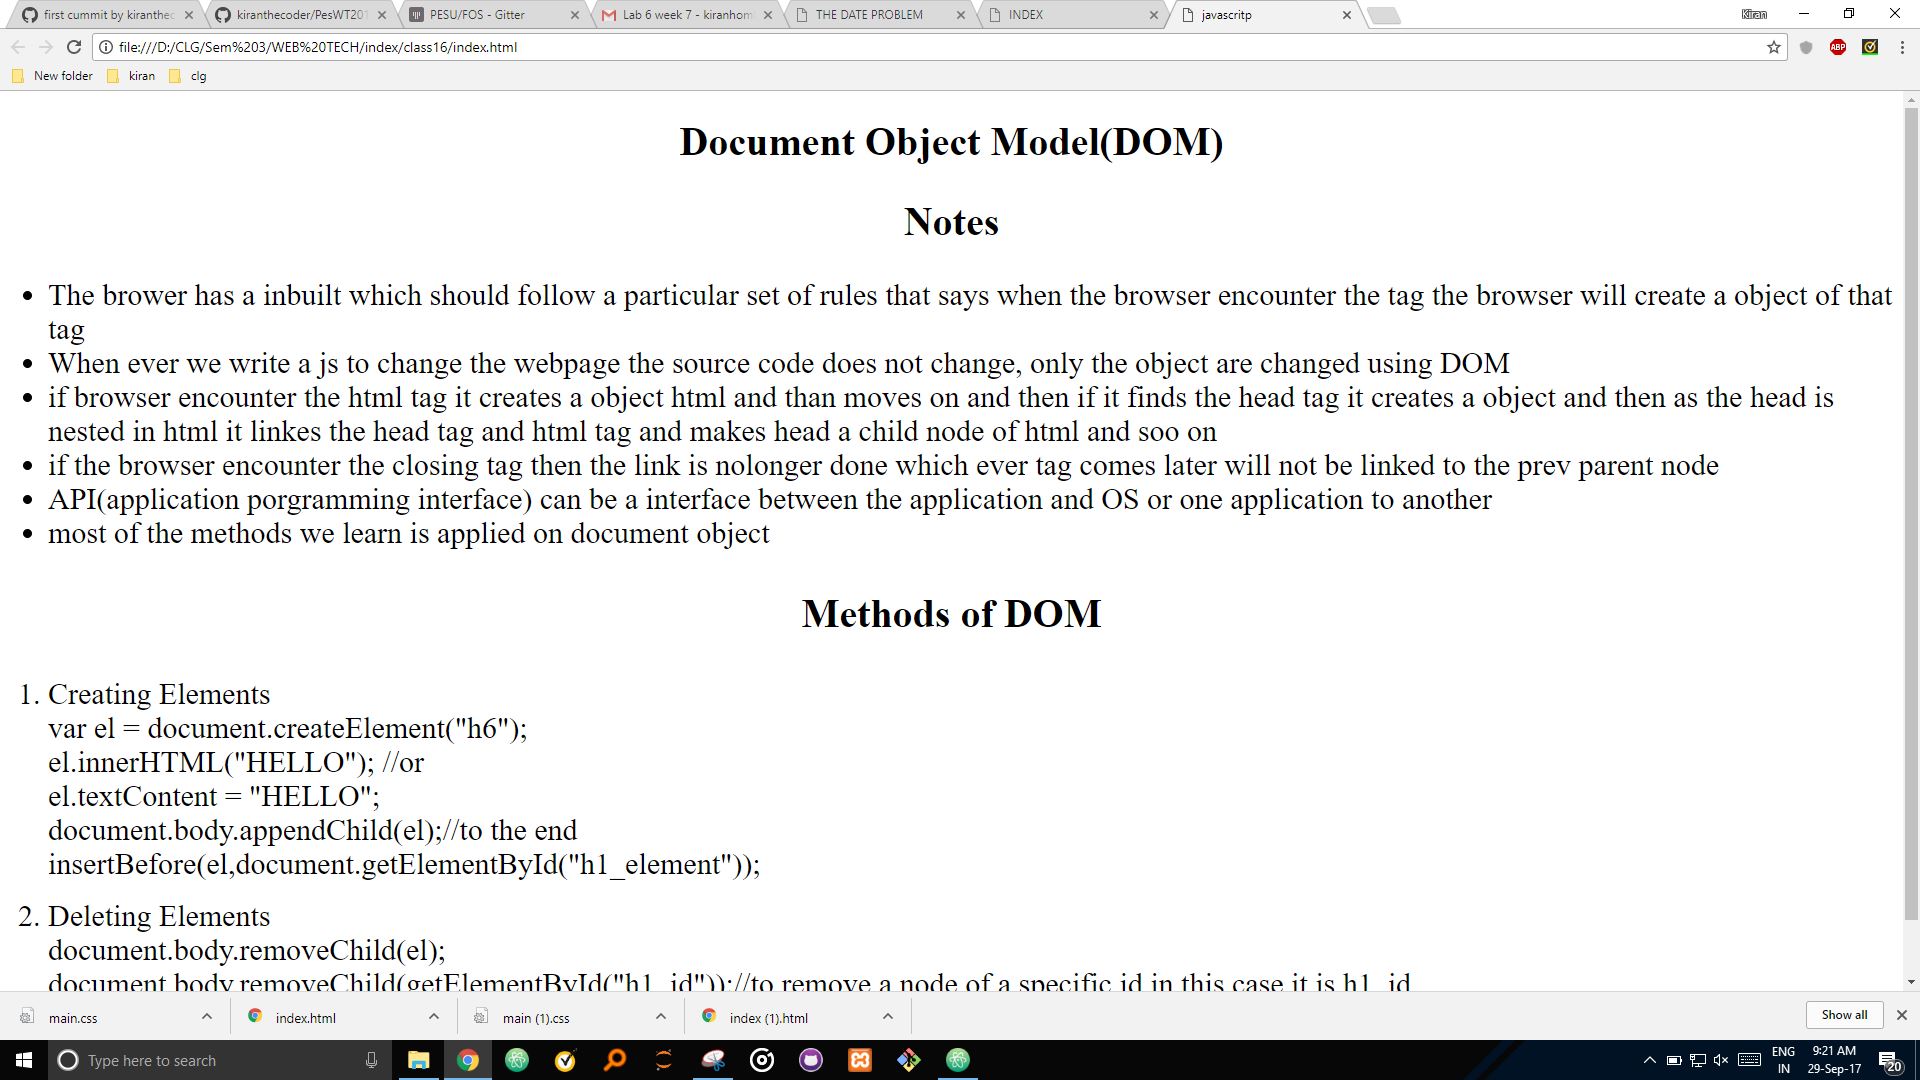 first cummit by kiranthec
kiranthecoder/PesWT201
PESU/FOS - Gitter
Lab 6 week 7 - kiranhom
THE DATE PROBLEM
INDEX
javascritp
Kiran
file:///D:/CLG/Sem%203/WEB%20TECH/index/class16/index.html
ABP
New folder
kiran
clg
Document Object Model(DOM)
Notes
• The brower has a inbuilt which should follow a particular set of rules that says when the browser encounter the tag the browser will create a object of that
tag
• When ever we write a js to change the webpage the source code does not change, only the object are changed using DOM
• if browser encounter the html tag it creates a object html and than moves on and then if it finds the head tag it creates a object and then as the head is
nested in html it linkes the head tag and html tag and makes head a child node of html and soo on
• if the browser encounter the closing tag then the link is nolonger done which ever tag comes later will not be linked to the prev parent node
• API(application porgramming interface) can be a interface between the application and OS or one application to another
• most of the methods we learn is applied on document object
Methods of DOM
1. Creating Elements
var el = document.createElement("h6");
el.innerHTML("HELLO"); //or
el.textContent = "HELLO";
document.body.appendChild(el);//to the end
insertBefore(el,document.getElementById("h1_element"));
2. Deleting Elements
document.body.removeChild(el);
document.body.removeChild(getElementById("h1_id"));//to remove a node of a specific id in this case it is h1_id
main.css
index.html
main (1).css
index (1).html
Show all
Type here to search
ENG
IN
9:21 AM
29-Sep-17
20